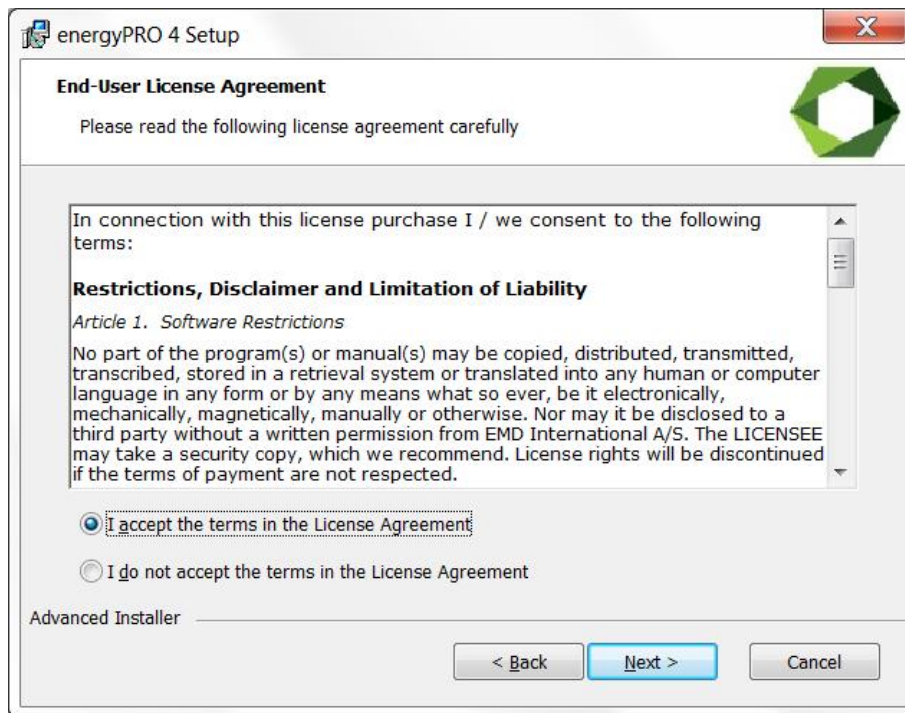 energyPRO 4 Setup
End-User License Agreement
Please read the following license agreement carefully
In connection with this license purchase I / we consent to the following
terms:
Restrictions, Disclaimer and Limitation of Liability
Article 1.  Software Restrictions
No part of the program(s) or manual(s) may be copied, distributed, transmitted,
transcribed, stored in a retrieval system or translated into any human or computer
language in any form or by any means what so ever, be it electronically,
mechanically, magnetically, manually or otherwise. Nor may it be disclosed to a
third party without a written permission from EMD International A/S. The LICENSEE
may take a security copy, which we recommend. License rights will be discontinued
if the terms of payment are not respected.
I accept the terms in the License Agreement
I do not accept the terms in the License Agreement
Advanced Installer
< Back
Next >
Cancel